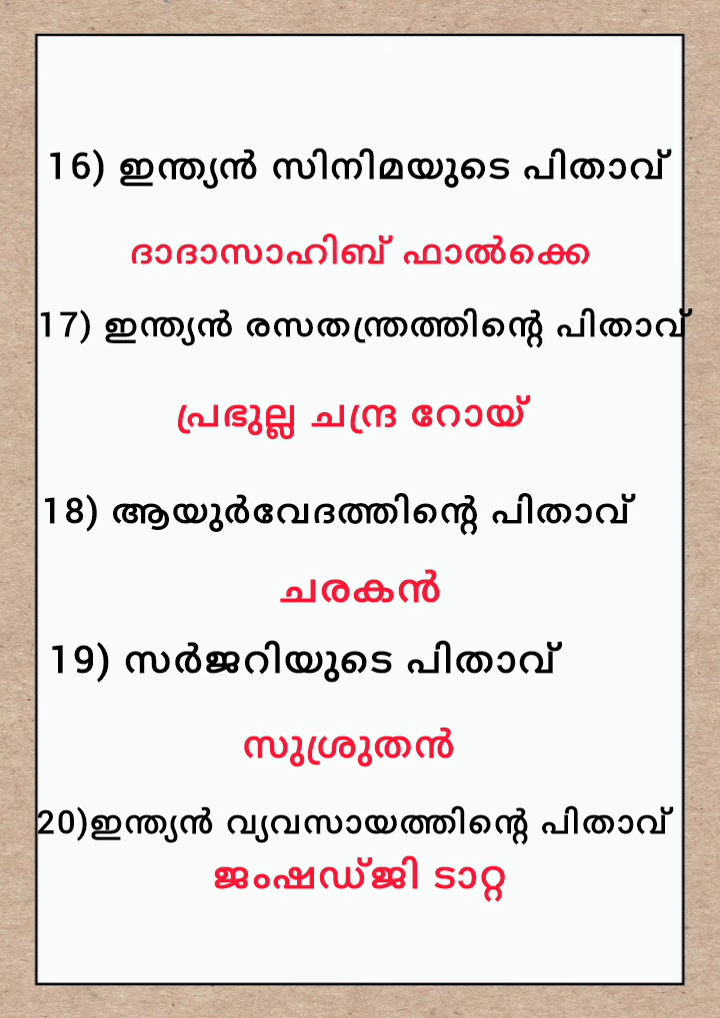 16) ഇന്ത്യൻ സിനിമയുടെ പിതാവ്
ദാദാസാഹിബ് ഫാൽക്കെ
17) ഇന്ത്യൻ രസതന്ത്രത്തിന്റെ പിതാവ്
പ്രഭുല്ല ചന്ദ്ര റോയ്
18) ആയുർവേദത്തിന്റെ പിതാവ്
ചരകൻ
19) സർജറിയുടെ പിതാവ്
സുശ്രുതൻ
20)ഇന്ത്യൻ വ്യവസായത്തിന്റെ പിതാവ്
ജംഷഡ്ജി ടാറ്റ